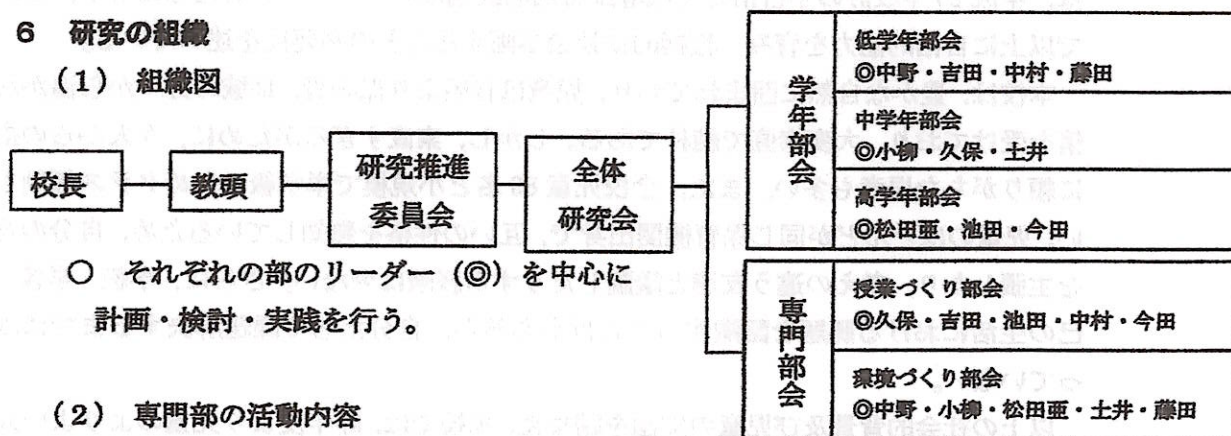 6 研究の組織
(1) 組織図
校長
教頭
研究推進
委員会
全体
研究会
学年部会
低学年部会
◎中野・吉田・中村・藤田
中学年部会
◎小柳・久保・土井
高学年部会
◎松田亜・池田・今田
専門部会
授業づくり部会
◎久保・吉田・池田・中村・今田
環境づくり部会
◎中野・小柳・松田亜・土井・藤田
○ それぞれの部のリーダー(◎)を中心に
計画・検討・実践を行う。
(2) 専門部の活動内容